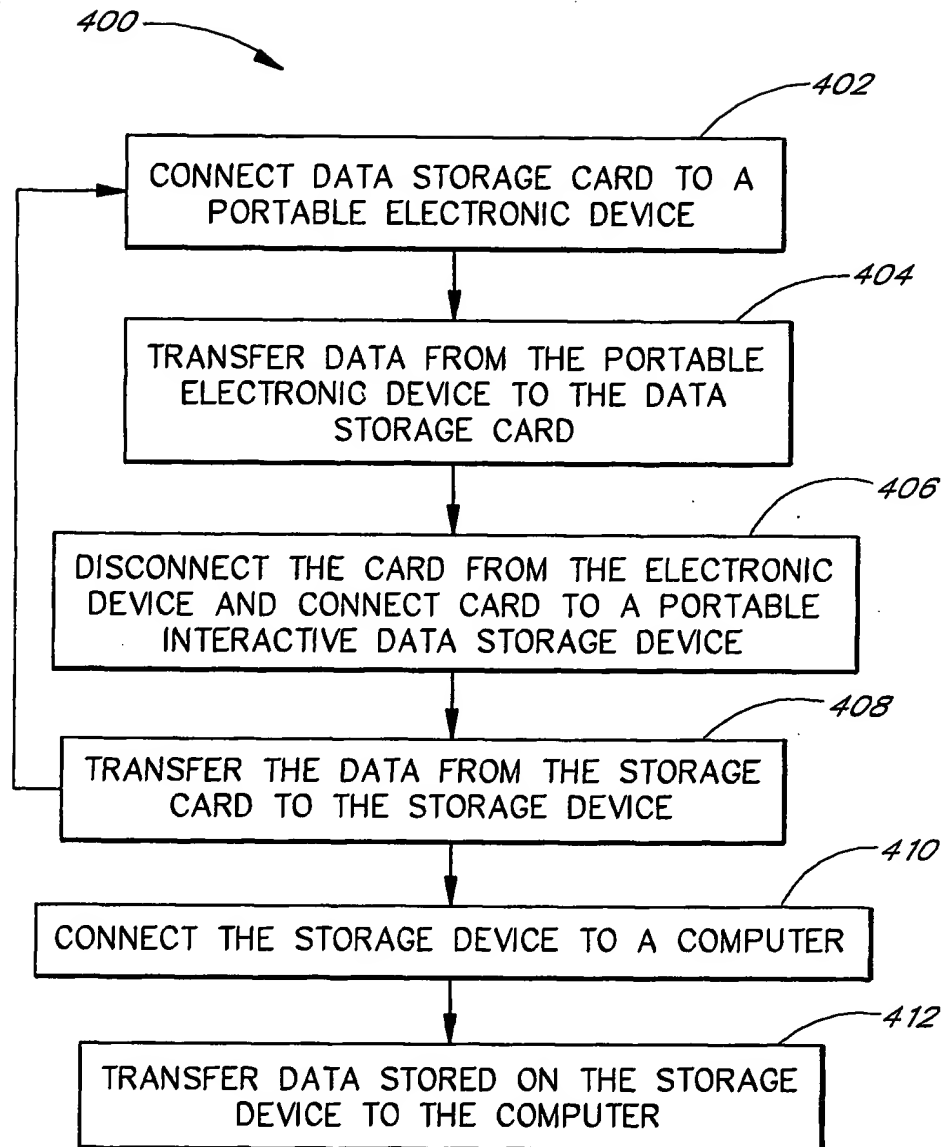 400
402
CONNECT DATA STORAGE CARD TO A
PORTABLE ELECTRONIC DEVICE
404
TRANSFER DATA FROM THE PORTABLE
ELECTRONIC DEVICE TO THE DATA
STORAGE CARD
406
DISCONNECT THE CARD FROM THE ELECTRONIC
DEVICE AND CONNECT CARD TO A PORTABLE
INTERACTIVE DATA STORAGE DEVICE
408
TRANSFER THE DATA FROM THE STORAGE
CARD TO THE STORAGE DEVICE
410
CONNECT THE STORAGE DEVICE TO A COMPUTER
412
TRANSFER DATA STORED ON THE STORAGE
DEVICE TO THE COMPUTER